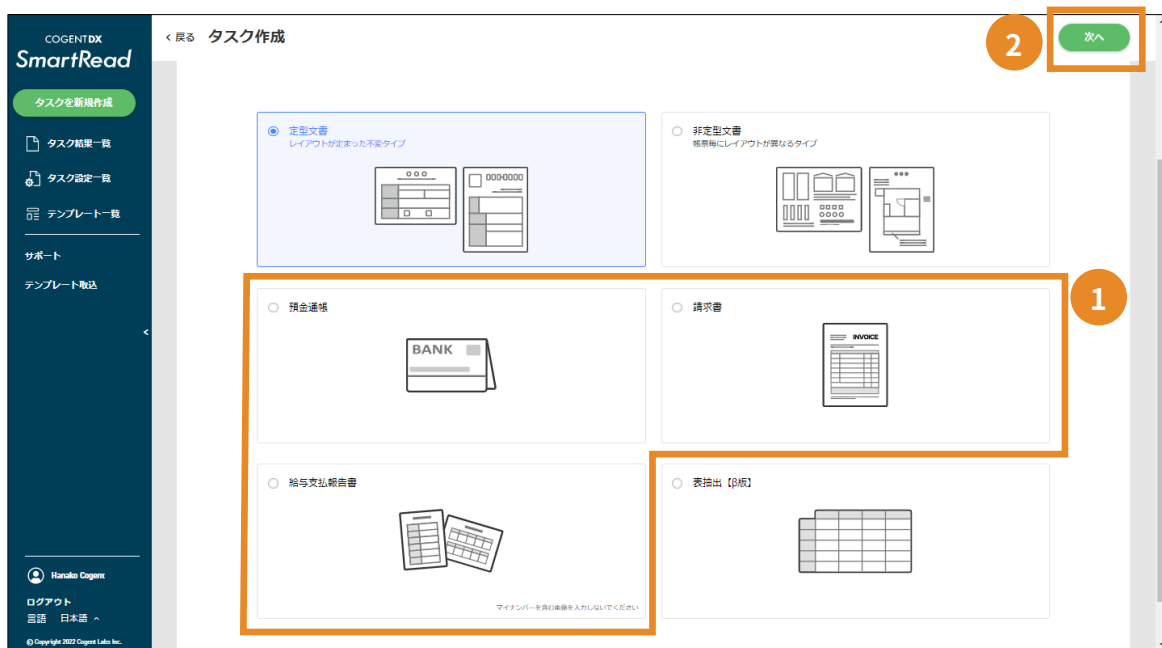 COGENT DX
SmartRead
タスクを新規作成
タスク結果一覧
タスク設定一覧
テンプレート一覧
サポート
テンプレート取込
<
Hanako Cogent
ログアウト
言語 日本語 ^
© Copyright 2022 Cogent Labs Inc.
< 戻る タスク作成
2
次へ
定型文書
レイアウトが定まった不変タイプ
000-0000
非定型文書
帳票毎にレイアウトが異なるタイプ
1
預金通帳
BANK
請求書
INVOICE
給与支払報告書
マイナンバーを含む画像を入力しないでください
表抽出【β版】